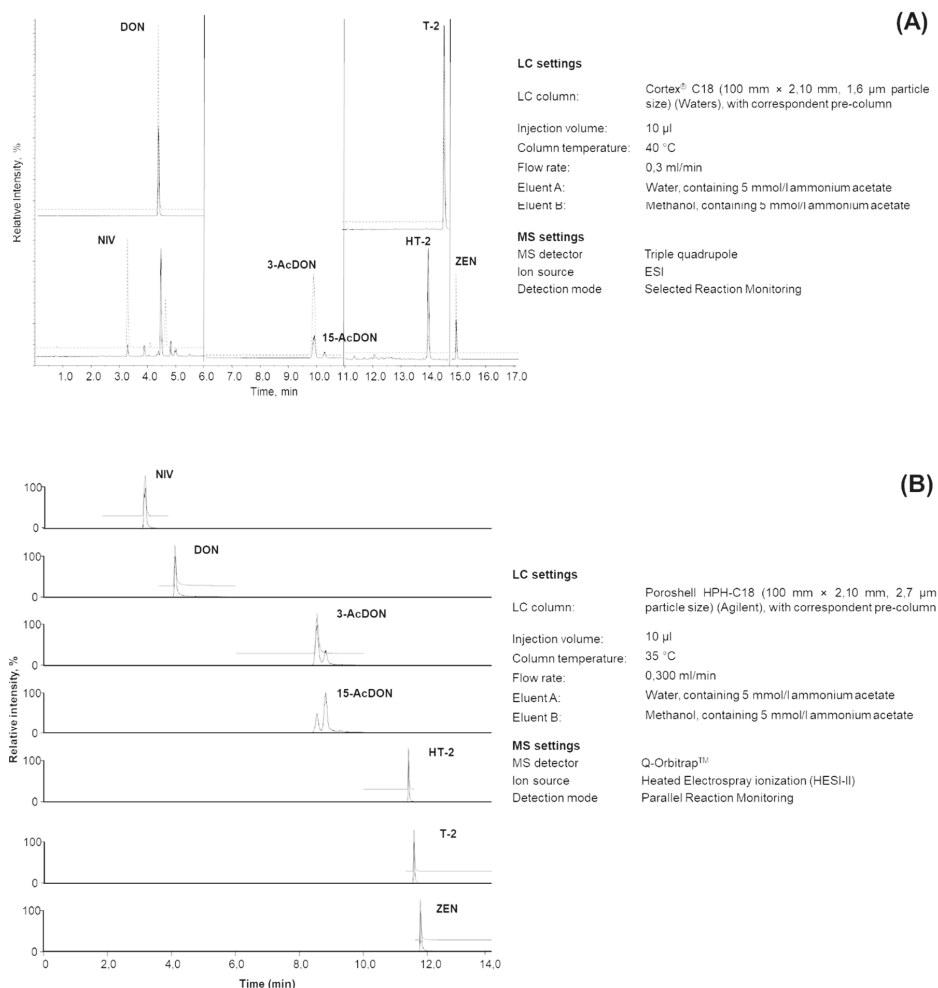 (A)
DON
T-2
Relative Intensity, %
NIV
3-AcDON
15-AcDON
HT-2
ZEN
1,0 2,0 3,0 4,0 5,0 6,0 7,0 8,0 9,0 10,0 11,0 12,0 13,0 14,0 15,0 16,0 17.0
Time, min
LC settings
LC column: Cortex® C18 (100 mm × 2,10 mm, 1,6 µm particle
size) (Waters), with correspondent pre-column
Injection volume: 10 µl
Column temperature: 40 °C
Flow rate: 0,3 ml/min
Eluent A: Water, containing 5 mmol/l ammonium acetate
Eluent B: Methanol, containing 5 mmol/l ammonium acetate
MS settings
MS detector Triple quadrupole
Ion source ESI
Detection mode Selected Reaction Monitoring
(B)
NIV
100
0
DON
100
0
3-AcDON
100
0
15-AcDON
100
0
HT-2
100
0
T-2
100
0
ZEN
100
0
Relative intensity, %
0 2,0 4,0 6,0 8,0 10,0 12,0 14,0
Time (min)
LC settings
LC column: Poroshell HPH-C18 (100 mm × 2,10 mm, 2,7 µm
particle size) (Agilent), with correspondent pre-column
Injection volume: 10 µl
Column temperature: 35 °C
Flow rate: 0,300 ml/min
Eluent A: Water, containing 5 mmol/l ammonium acetate
Eluent B: Methanol, containing 5 mmol/l ammonium acetate
MS settings
MS detector Q-Orbitrap™
Ion source Heated Electrospray ionization (HESI-II)
Detection mode Parallel Reaction Monitoring